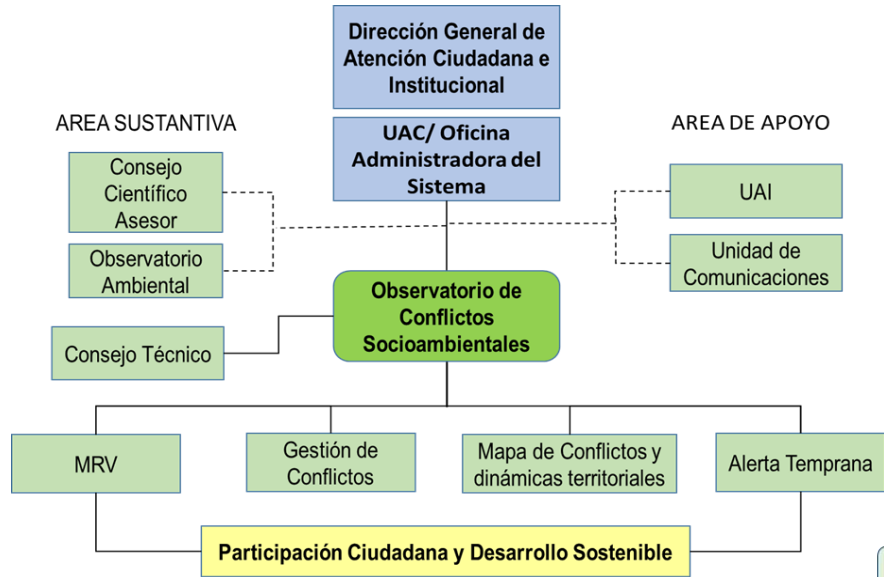 Dirección General de
Atención Ciudadana e
Institucional
AREA SUSTANTIVA
UAC/ Oficina
Administradora del
Sistema
AREA DE APOYO
Consejo
Científico
Asesor
UAI
Observatorio
Ambiental
Unidad de
Comunicaciones
Observatorio de
Conflictos
Socioambientales
Consejo Técnico
MRV
Gestión de
Conflictos
Mapa de Conflictos y
dinámicas territoriales
Alerta Temprana
Participación Ciudadana y Desarrollo Sostenible